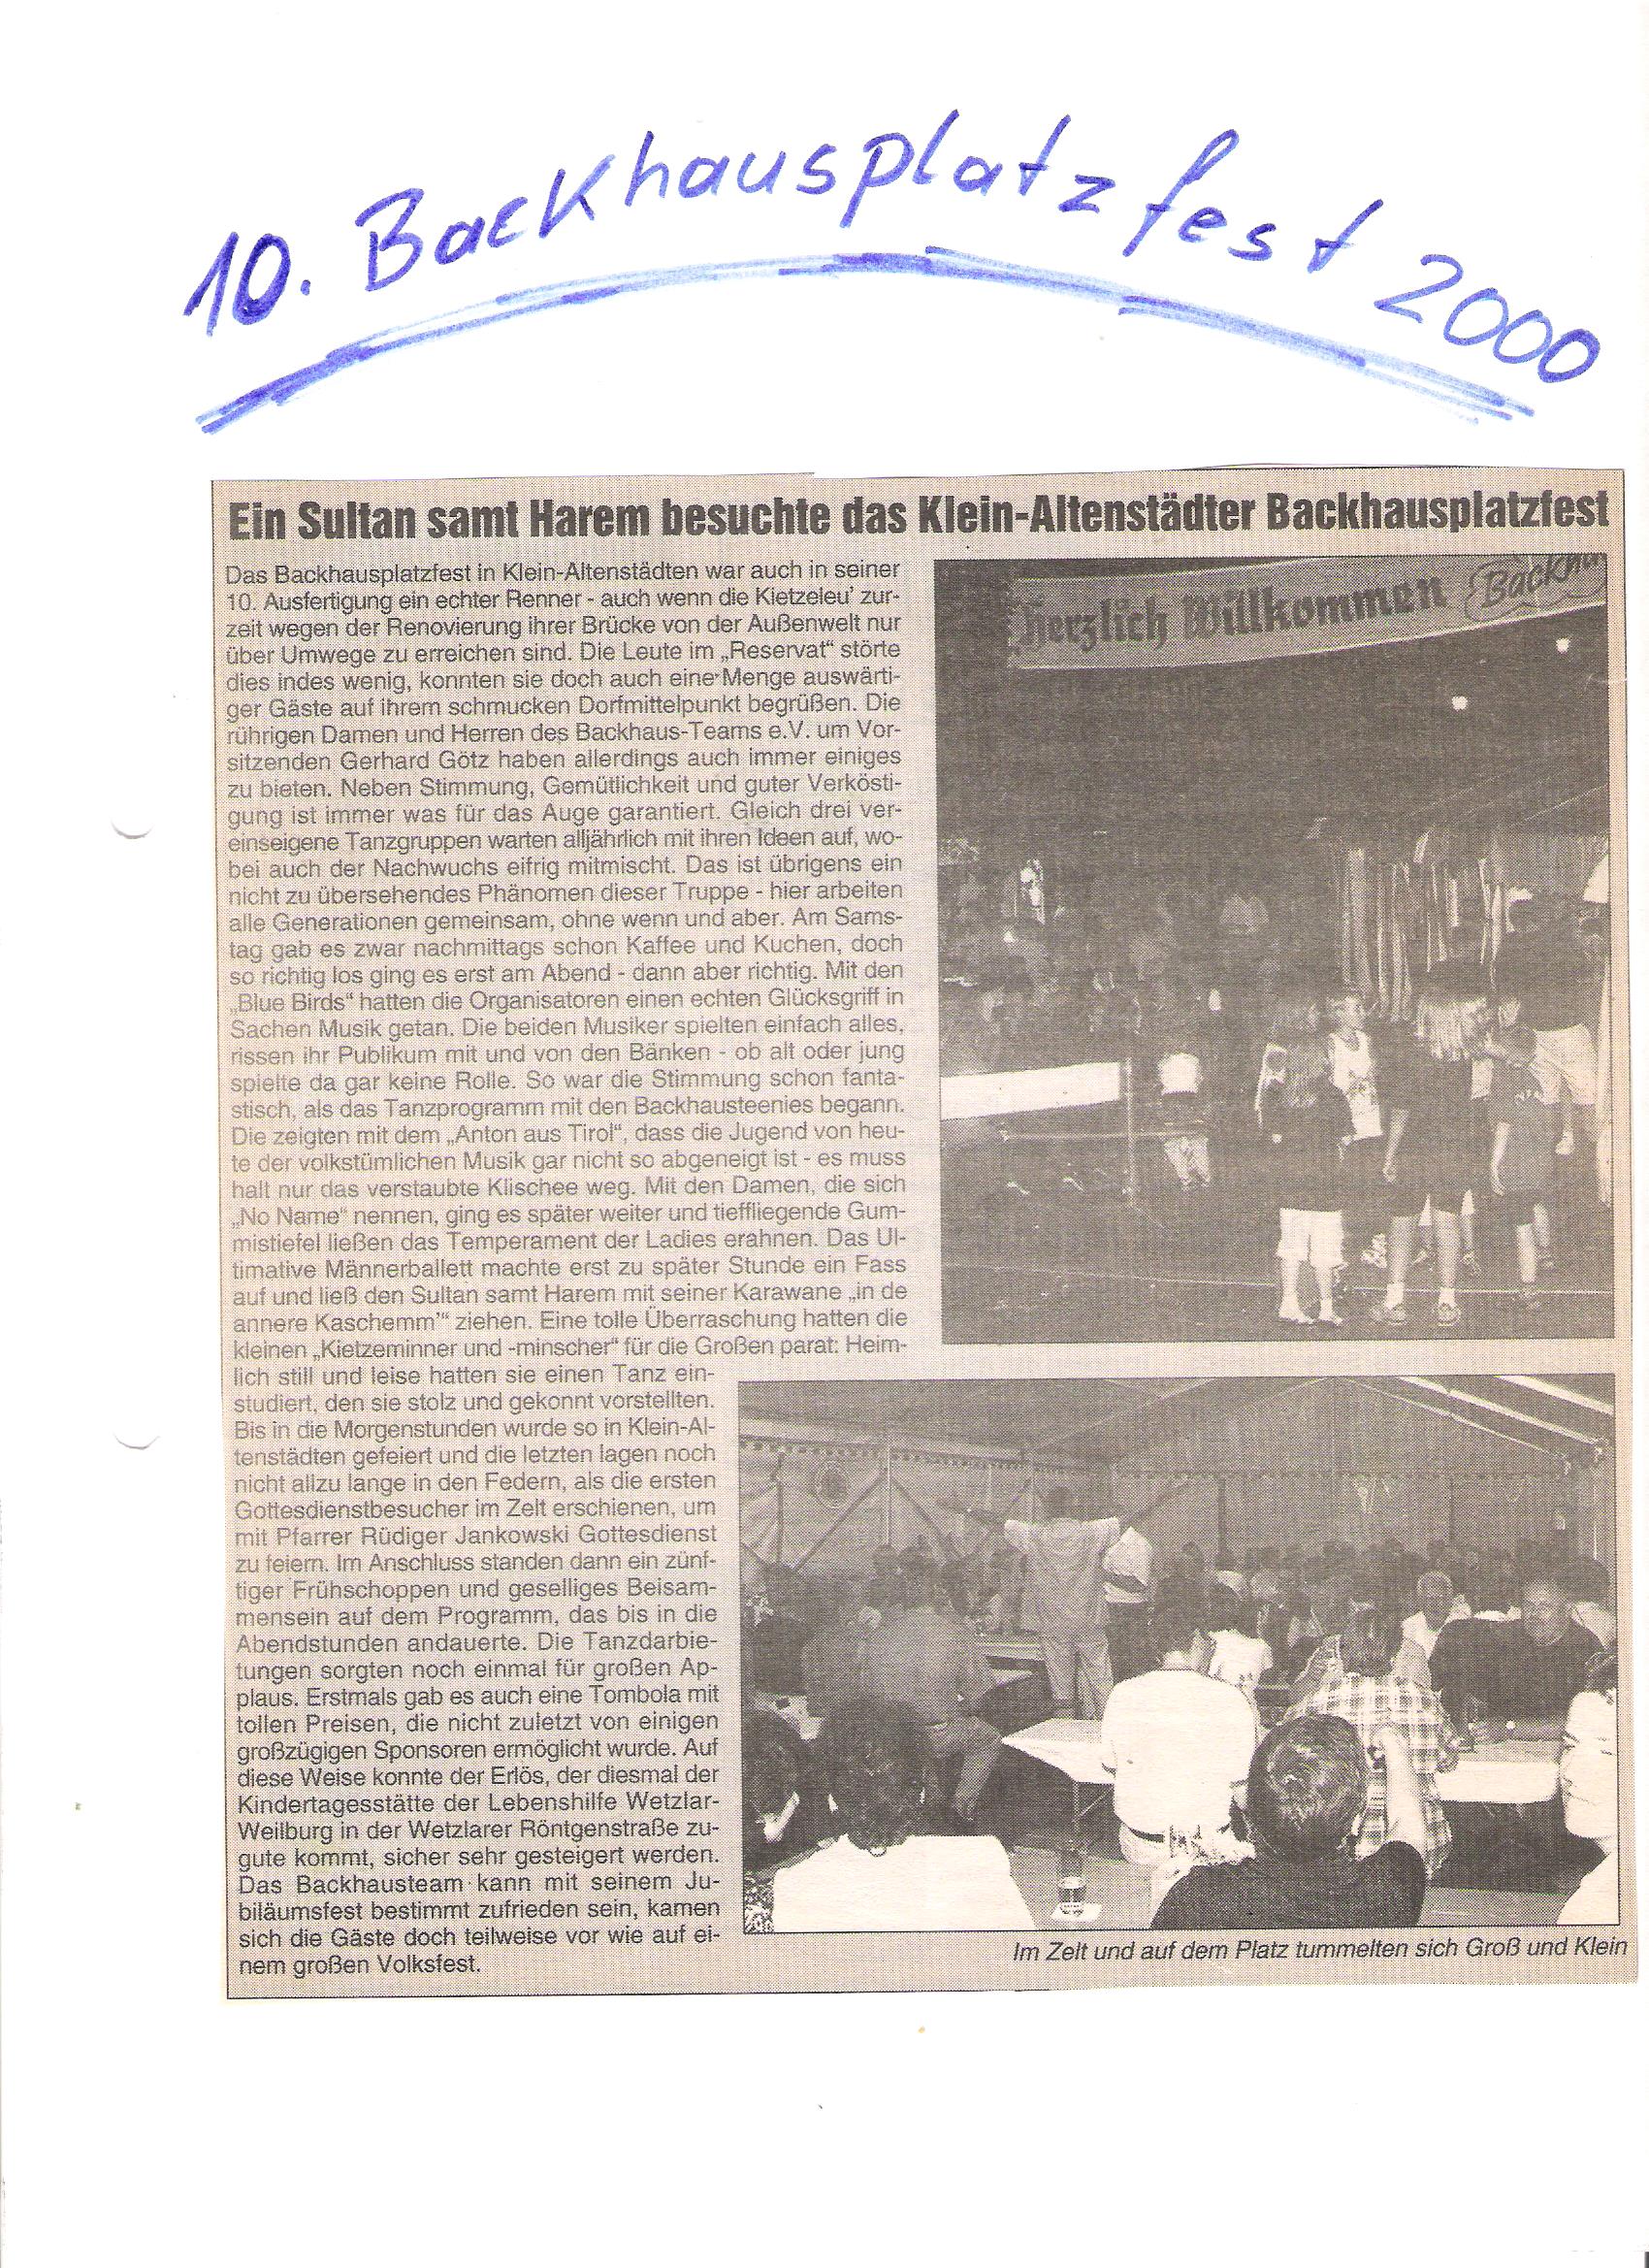 10. Backhausplatzfest 2000
Ein Sultan samt Harem besuchte das Klein-Altenstädter Backhausplatzfest
Das Backhausplatzfest in Klein-Altenstädten war auch in seiner
10. Ausfertigung ein echter Renner - auch wenn die Kietzeleu' zur-
zeit wegen der Renovierung ihrer Brücke von der Außenwelt nur
über Umwege zu erreichen sind. Die Leute im „Reservat“ störte
dies indes wenig, konnten sie doch auch eine Menge auswärti-
ger Gäste auf ihrem schmucken Dorfmittelpunkt begrüßen. Die
rührigen Damen und Herren des Backhaus-Teams e.V. um Vor-
sitzenden Gerhard Götz haben allerdings auch immer einiges
zu bieten. Neben Stimmung, Gemütlichkeit und guter Verkösti-
gung ist immer was für das Auge garantiert. Gleich drei ver-
einseigene Tanzgruppen warten alljährlich mit ihren Ideen auf, wo-
bei auch der Nachwuchs eifrig mitmischt. Das ist übrigens ein
nicht zu übersehendes Phänomen dieser Truppe - hier arbeiten
alle Generationen gemeinsam, ohne wenn und aber. Am Sams-
tag gab es zwar nachmittags schon Kaffee und Kuchen, doch
so richtig los ging es erst am Abend - dann aber richtig. Mit den
„Blue Birds“ hatten die Organisatoren einen echten Glücksgriff in
Sachen Musik getan. Die beiden Musiker spielten einfach alles,
rissen ihr Publikum mit und von den Bänken - ob alt oder jung
spielte da gar keine Rolle. So war die Stimmung schon fanta-
stisch, als das Tanzprogramm mit den Backhausteenies begann.
Die zeigten mit dem „Anton aus Tirol“, dass die Jugend von heu-
te der volkstümlichen Musik gar nicht so abgeneigt ist - es muss
halt nur das verstaubte Klischee weg. Mit den Damen, die sich
„No Name“ nennen, ging es später weiter und tieffliegende Gum-
mistiefel ließen das Temperament der Ladies erahnen. Das Ul-
timative Männerballett machte erst zu später Stunde ein Fass
auf und ließ den Sultan samt Harem mit seiner Karawane „in de
annere Kaschemm'“ ziehen. Eine tolle Überraschung hatten die
kleinen „Kietzeminner und -minscher“ für die Großen parat: Heim-
lich still und leise hatten sie einen Tanz ein-
studiert, den sie stolz und gekonnt vorstellten.
Bis in die Morgenstunden wurde so in Klein-Al-
tenstädten gefeiert und die letzten lagen noch
nicht allzu lange in den Federn, als die ersten
Gottesdienstbesucher im Zelt erschienen, um
mit Pfarrer Rüdiger Jankowski Gottesdienst
zu feiern. Im Anschluss standen dann ein zünf-
tiger Frühschoppen und geselliges Beisam-
mensein auf dem Programm, das bis in die
Abendstunden andauerte. Die Tanzdarbie-
tungen sorgten noch einmal für großen Ap-
plaus. Erstmals gab es auch eine Tombola mit
tollen Preisen, die nicht zuletzt von einigen
großzügigen Sponsoren ermöglicht wurde. Auf
diese Weise konnte der Erlös, der diesmal der
Kindertagesstätte der Lebenshilfe Wetzlar-
Weilburg in der Wetzlarer Röntgenstraße zu-
gute kommt, sicher sehr gesteigert werden.
Das Backhausteam kann mit seinem Ju-
biläumsfest bestimmt zufrieden sein, kamen
sich die Gäste doch teilweise vor wie auf ei-
nem großen Volksfest.
Herzlich Willkommen Backhau
Im Zelt und auf dem Platz tummelten sich Groß und Klein